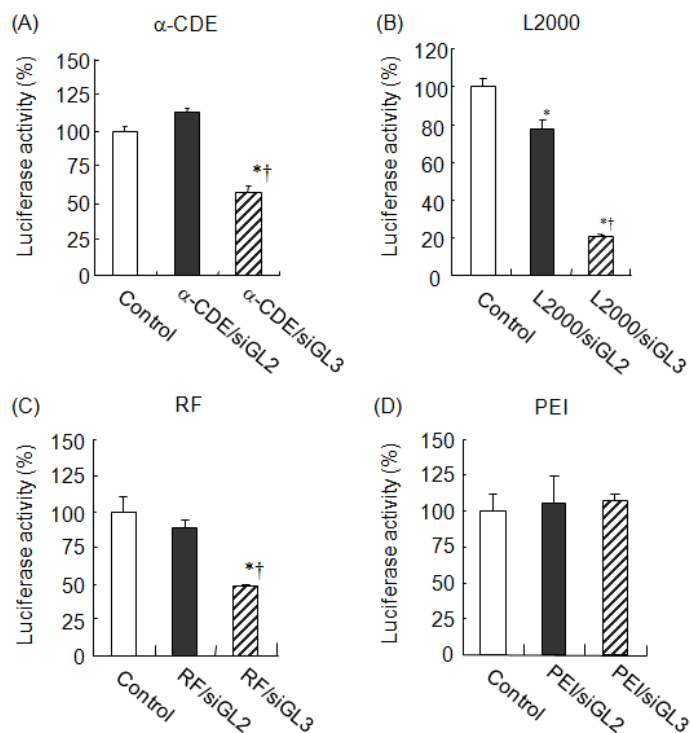 (A)
α-CDE
Luciferase activity (%)
150
125
100
75
50
25
0
*†
Control
α-CDE/siGL2
α-CDE/siGL3
(B)
L2000
Luciferase activity (%)
120
100
80
60
40
20
0
*
*†
Control
L2000/siGL2
L2000/siGL3
(C)
RF
Luciferase activity (%)
150
125
100
75
50
25
0
*†
Control
RF/siGL2
RF/siGL3
(D)
PEI
Luciferase activity (%)
150
125
100
75
50
25
0
Control
PEI/siGL2
PEI/siGL3